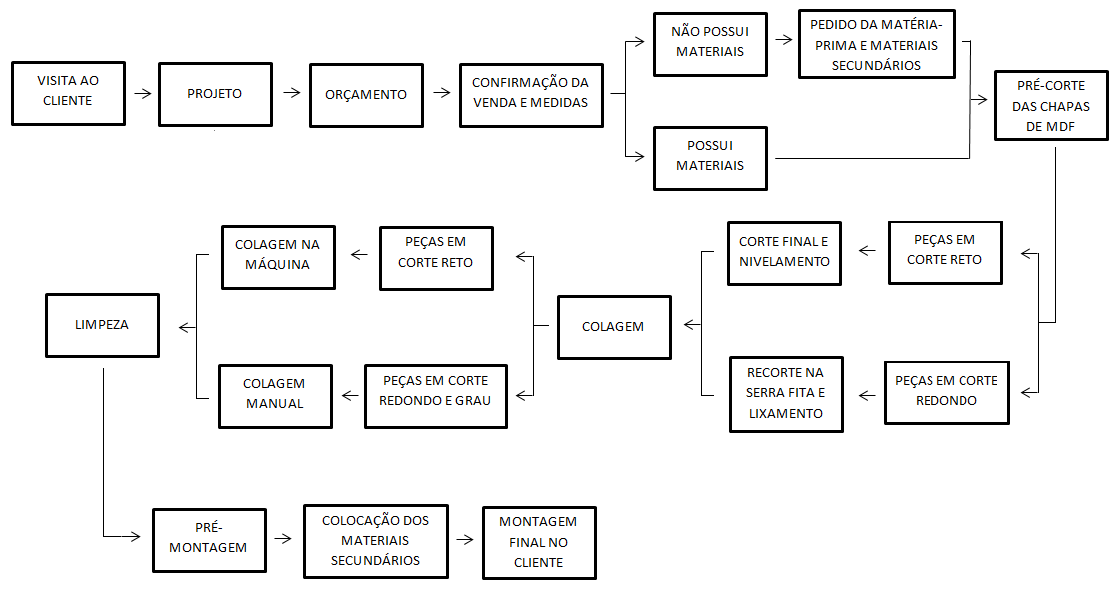 VISITA AO
CLIENTE
PROJETO
ORÇAMENTO
CONFIRMAÇÃO DA
VENDA E MEDIDAS
NÃO POSSUI
MATERIAIS
PEDIDO DA MATÉRIA-
PRIMA E MATERIAIS
SECUNDÁRIOS
POSSUI
MATERIAIS
PRÉ-CORTE
DAS CHAPAS
DE MDF
PEÇAS EM
CORTE RETO
CORTE FINAL E
NIVELAMENTO
PEÇAS EM CORTE
REDONDO
RECORTE NA
SERRA FITA E
LIXAMENTO
COLAGEM
PEÇAS EM
CORTE RETO
COLAGEM NA
MÁQUINA
PEÇAS EM CORTE
REDONDO E GRAU
COLAGEM
MANUAL
LIMPEZA
PRÉ-
MONTAGEM
COLOCAÇÃO DOS
MATERIAIS
SECUNDÁRIOS
MONTAGEM
FINAL NO
CLIENTE